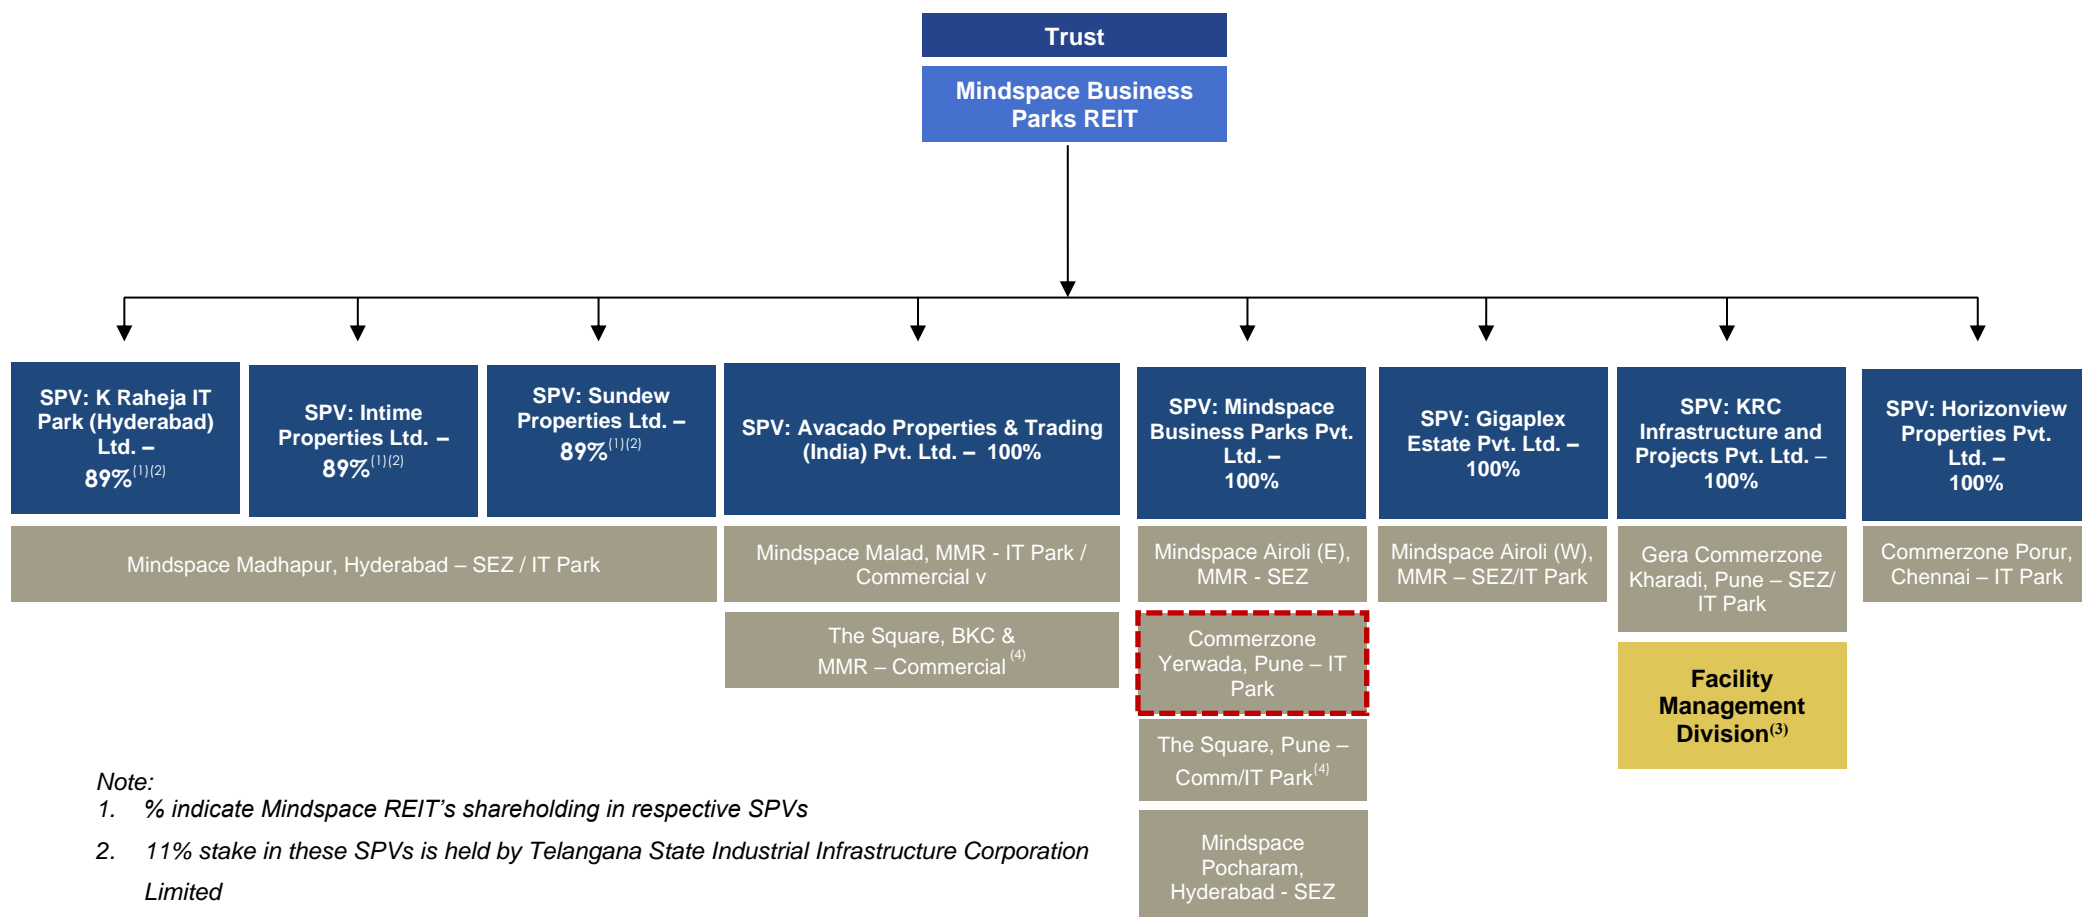 Trust
Mindspace Business
Parks REIT
SPV: K Raheja IT
Park (Hyderabad)
Ltd. –
89%(1)(2)
SPV: Intime
Properties Ltd. –
89%(1)(2)
SPV: Sundew
Properties Ltd. –
89%(1)(2)
SPV: Avacado Properties & Trading
(India) Pvt. Ltd. – 100%
SPV: Mindspace
Business Parks Pvt.
Ltd. –
100%
SPV: Gigaplex
Estate Pvt. Ltd. –
100%
SPV: KRC
Infrastructure and
Projects Pvt. Ltd. –
100%
SPV: Horizonview
Properties Pvt.
Ltd. –
100%
Mindspace Madhapur, Hyderabad – SEZ / IT Park
Mindspace Malad, MMR - IT Park /
Commercial v
Mindspace Airoli (E),
MMR - SEZ
Mindspace Airoli (W),
MMR – SEZ/IT Park
Gera Commerzone
Kharadi, Pune – SEZ/
IT Park
Commerzone Porur,
Chennai – IT Park
The Square, BKC &
MMR – Commercial (4)
Commerzone
Yerwada, Pune – IT
Park
Facility
Management
Division(3)
The Square, Pune –
Comm/IT Park(4)
Mindspace
Pocharam,
Hyderabad - SEZ
Note:
1. % indicate Mindspace REIT’s shareholding in respective SPVs
2. 11% stake in these SPVs is held by Telangana State Industrial Infrastructure Corporation
Limited